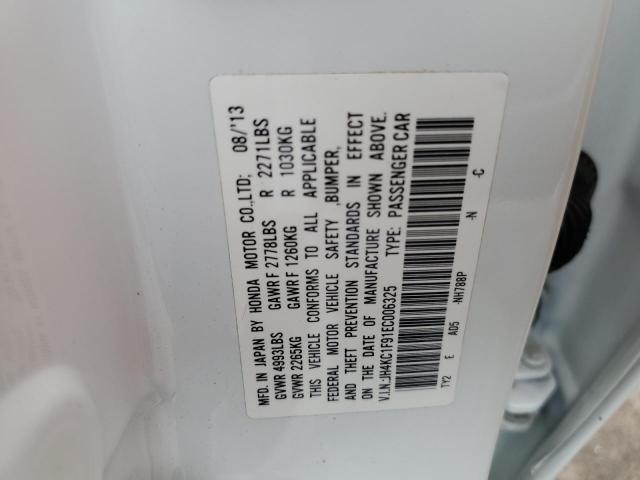 MFD. IN JAPAN BY HONDA MOTOR CO.,LTD; 08/'13
GVWR 4993LBS GAWR F 2778LBS R 2271LBS
GVWR 2265KG GAWR F 1260KG R 1030KG
THIS VEHICLE CONFORMS TO ALL APPLICABLE
FEDERAL MOTOR VEHICLE SAFETY ,BUMPER,
AND THEFT PREVENTION STANDARDS IN EFFECT
ON THE DATE OF MANUFACTURE SHOWN ABOVE.
V.I.N.:JH4KC1F91EC006325 TYPE: PASSENGER CAR
TY2 E AD5 -NH788P -N -C